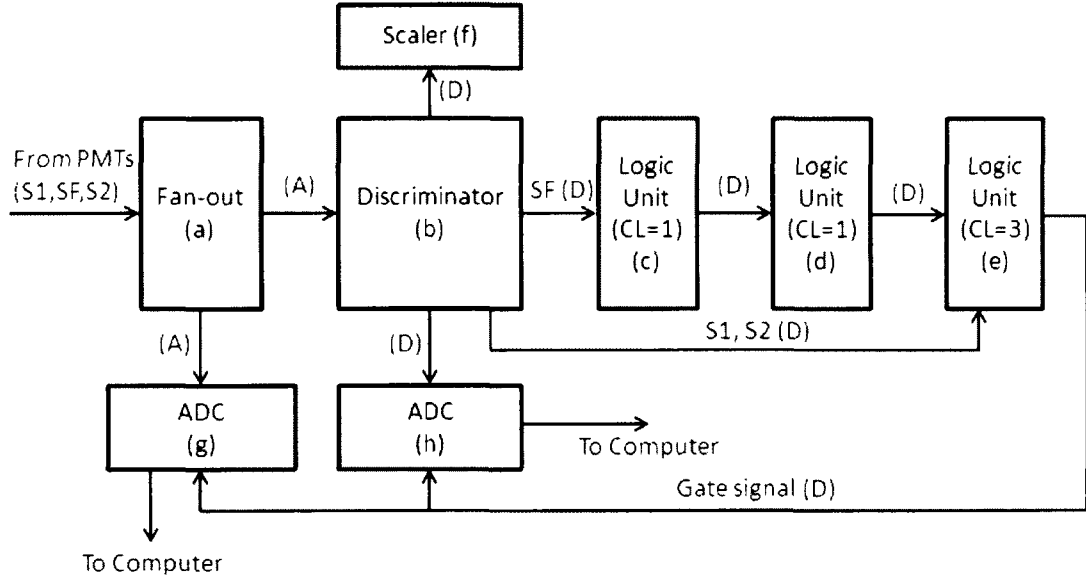 Scaler (f)
(D)
From PMTs
(S1,SF,S2)
Fan-out
(a)
(A)
Discriminator
(b)
SF (D)
Logic
Unit
(CL=1)
(c)
(D)
Logic
Unit
(CL=1)
(d)
(D)
Logic
Unit
(CL=3)
(e)
(A)
(D)
S1, S2 (D)
ADC
(g)
ADC
(h)
To Computer
Gate signal (D)
To Computer